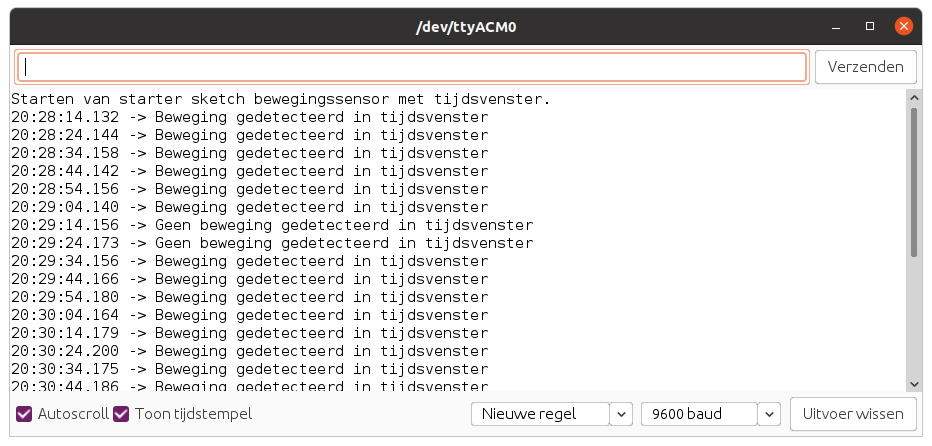 /dev/ttyACM0
Verzenden
Starten van starter sketch bewegingssensor met tijdsvenster.
20:28:14.132 -> Beweging gedetecteerd in tijdsvenster
20:28:24.144 -> Beweging gedetecteerd in tijdsvenster
20:28:34.158 -> Beweging gedetecteerd in tijdsvenster
20:28:44.142 -> Beweging gedetecteerd in tijdsvenster
20:28:54.156 -> Beweging gedetecteerd in tijdsvenster
20:29:04.140 -> Beweging gedetecteerd in tijdsvenster
20:29:14.156 -> Geen beweging gedetecteerd in tijdsvenster
20:29:24.173 -> Geen beweging gedetecteerd in tijdsvenster
20:29:34.156 -> Beweging gedetecteerd in tijdsvenster
20:29:44.166 -> Beweging gedetecteerd in tijdsvenster
20:29:54.180 -> Beweging gedetecteerd in tijdsvenster
20:30:04.164 -> Beweging gedetecteerd in tijdsvenster
20:30:14.179 -> Beweging gedetecteerd in tijdsvenster
20:30:24.200 -> Beweging gedetecteerd in tijdsvenster
20:30:34.175 -> Beweging gedetecteerd in tijdsvenster
20:30:44.186 -> Beweging gedetecteerd in tijdsvenster
Autoscroll Toon tijdstempel Nieuwe regel 9600 baud Uitvoer wissen